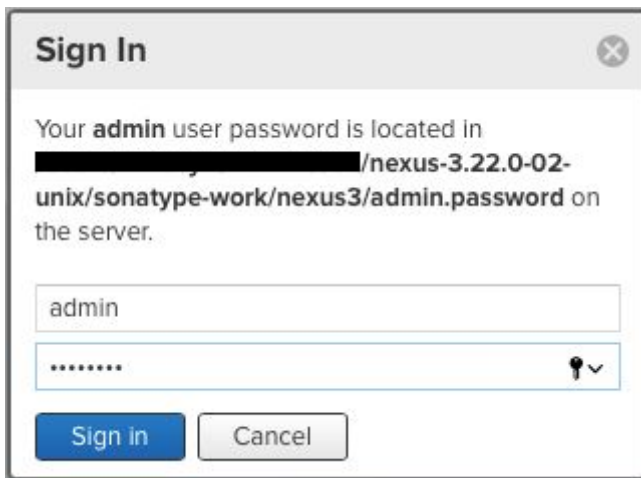 Sign In
Your admin user password is located in
/nexus-3.22.0-02-
unix/sonatype-work/nexus3/admin.password on
the server.
admin
••••••••
Sign in Cancel